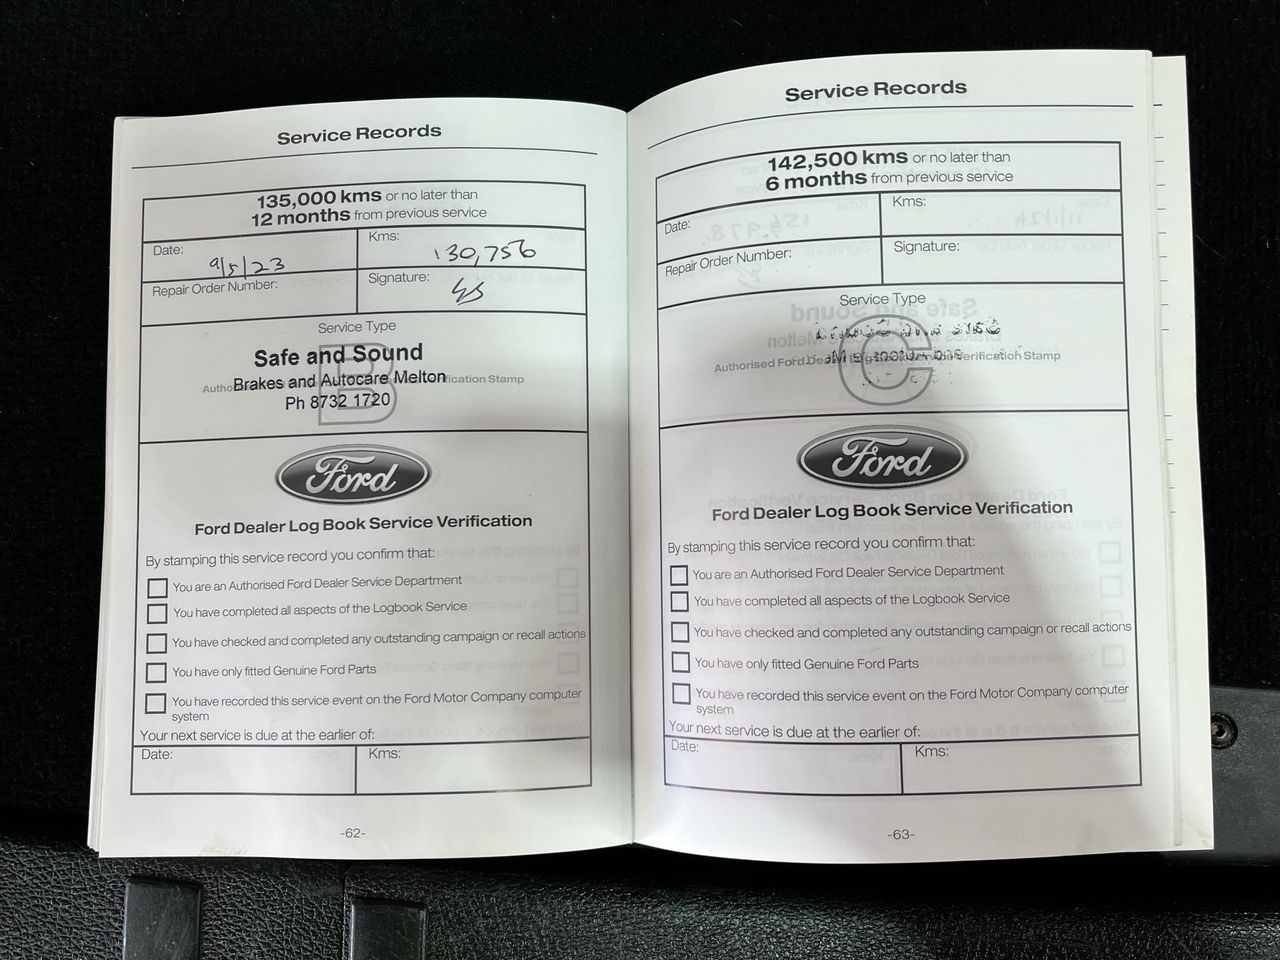 Service Records
135,000 kms or no later than
12 months from previous service
Date: 9/5/23
Kms: 130,756
Repair Order Number:
Signature:
Service Type
Safe and Sound
Brakes and Autocare Melton
Ph 8732 1720
B
Ford
Ford Dealer Log Book Service Verification
By stamping this service record you confirm that:
You are an Authorised Ford Dealer Service Department
You have completed all aspects of the Logbook Service
You have checked and completed any outstanding campaign or recall actions
You have only fitted Genuine Ford Parts
You have recorded this service event on the Ford Motor Company computer
system
Your next service is due at the earlier of:
Date:
Kms:
-62-
Service Records
142,500 kms or no later than
6 months from previous service
Date:
Kms:
Repair Order Number:
Signature:
Service Type
Authorised Ford Dealer Verification Stamp
C
Ford
Ford Dealer Log Book Service Verification
By stamping this service record you confirm that:
You are an Authorised Ford Dealer Service Department
You have completed all aspects of the Logbook Service
You have checked and completed any outstanding campaign or recall actions
You have only fitted Genuine Ford Parts
You have recorded this service event on the Ford Motor Company computer
system
Your next service is due at the earlier of:
Date:
Kms:
-63-